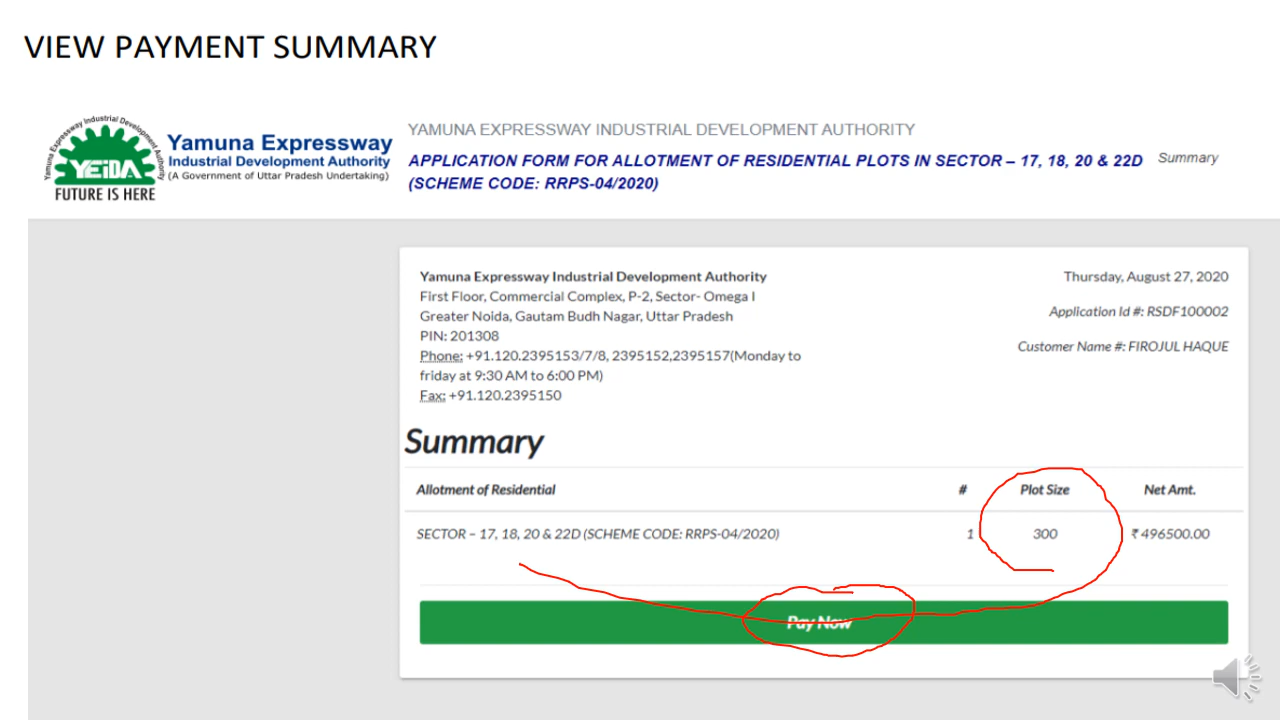 VIEW PAYMENT SUMMARY
Yamuna Expressway Industrial Development Authority
YEIDA
FUTURE IS HERE
Yamuna Expressway
Industrial Development Authority
(A Government of Uttar Pradesh Undertaking)
YAMUNA EXPRESSWAY INDUSTRIAL DEVELOPMENT AUTHORITY
APPLICATION FORM FOR ALLOTMENT OF RESIDENTIAL PLOTS IN SECTOR – 17, 18, 20 & 22D
(SCHEME CODE: RRPS-04/2020)
Summary
Yamuna Expressway Industrial Development Authority
First Floor, Commercial Complex, P-2, Sector- Omega I
Greater Noida, Gautam Budh Nagar, Uttar Pradesh
PIN: 201308
Phone: +91.120.2395153/7/8, 2395152,2395157(Monday to
friday at 9:30 AM to 6:00 PM)
Fax: +91.120.2395150
Thursday, August 27, 2020
Application Id #: RSDF100002
Customer Name #: FIROJUL HAQUE
Summary
Allotment of Residential # Plot Size Net Amt.
SECTOR – 17, 18, 20 & 22D (SCHEME CODE: RRPS-04/2020) 1 300 ₹ 496500.00
Pay Now